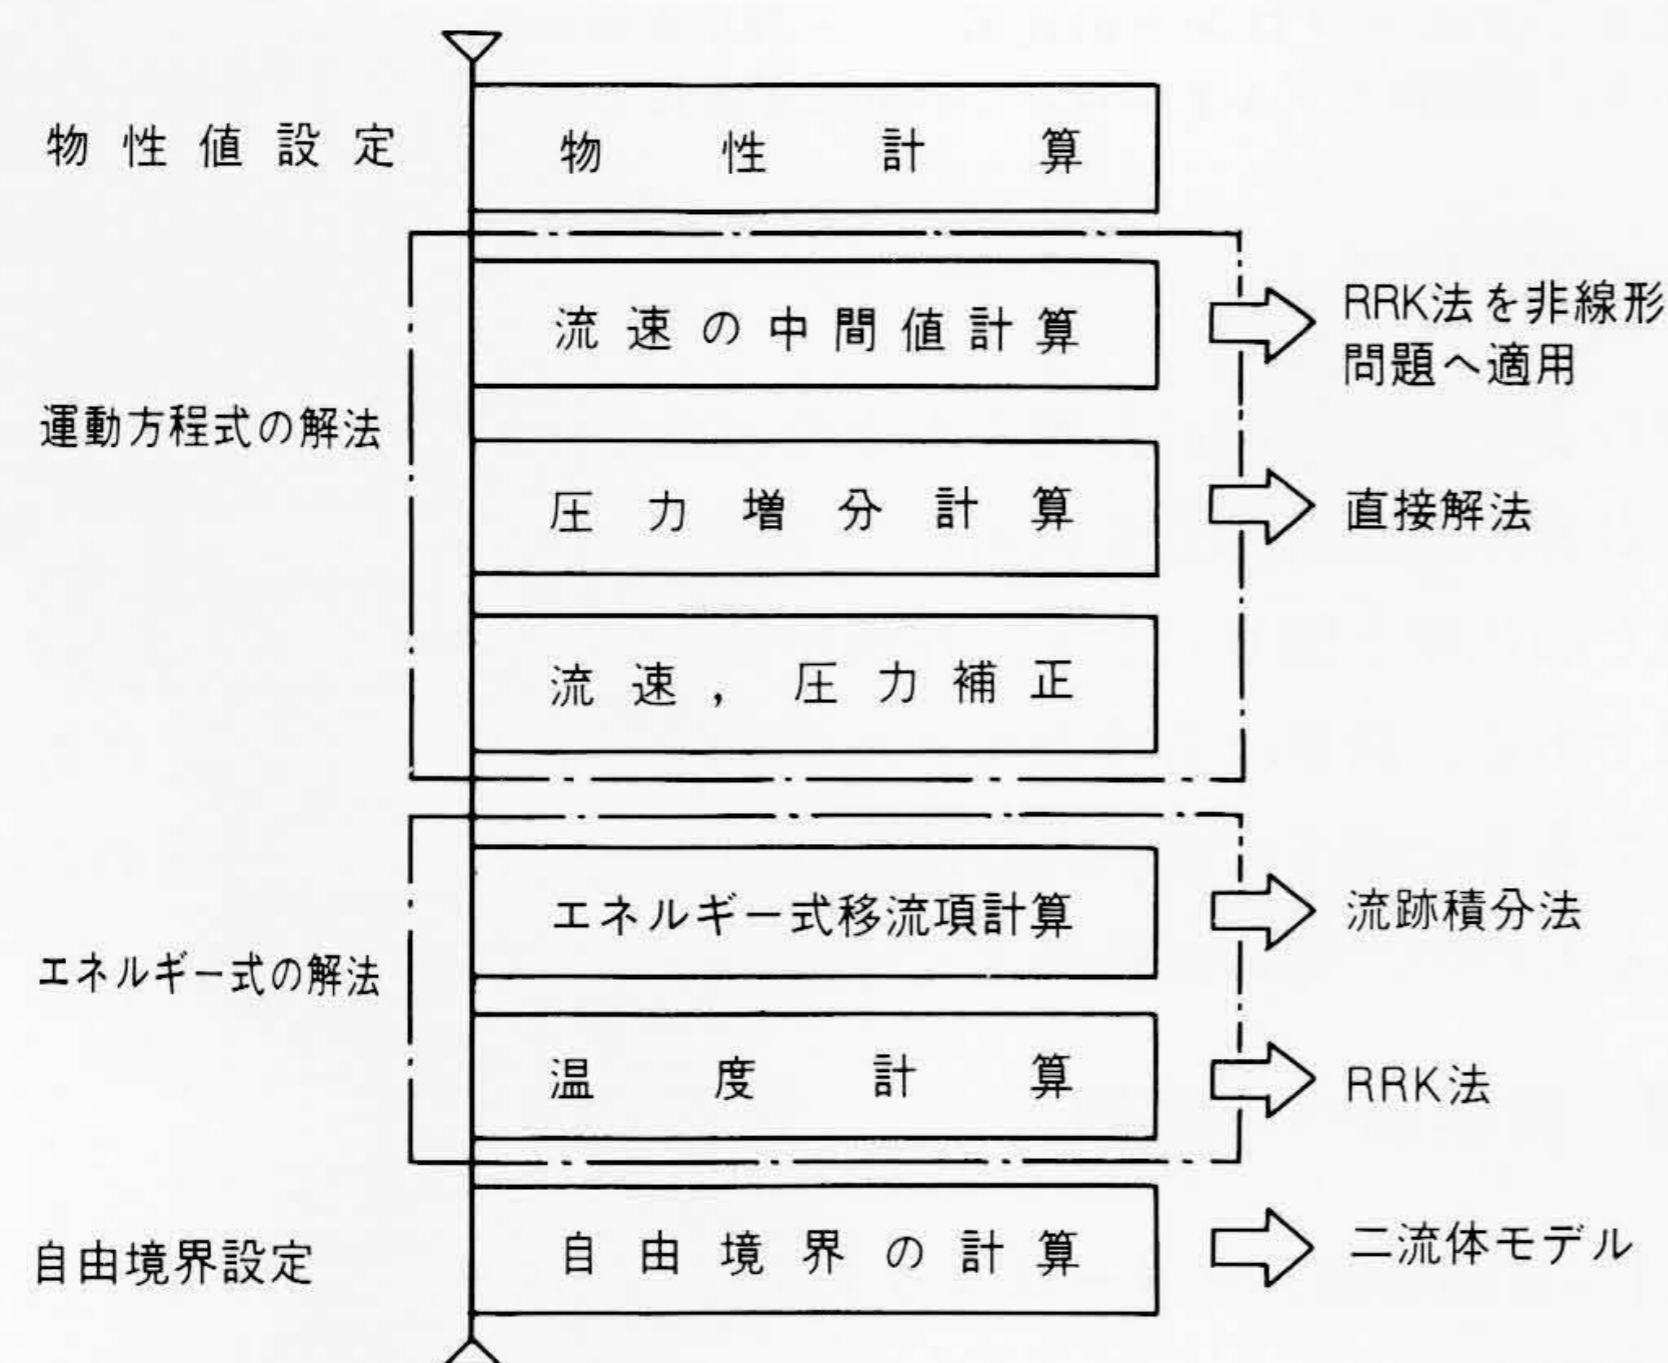 物性値設定
物性計算
運動方程式の解法
流速の中間値計算
RRK法を非線形
問題へ適用
圧力増分計算
直接解法
流速，圧力補正
エネルギー式の解法
エネルギー式移流項計算
流跡積分法
温度計算
RRK法
自由境界設定
自由境界の計算
二流体モデル